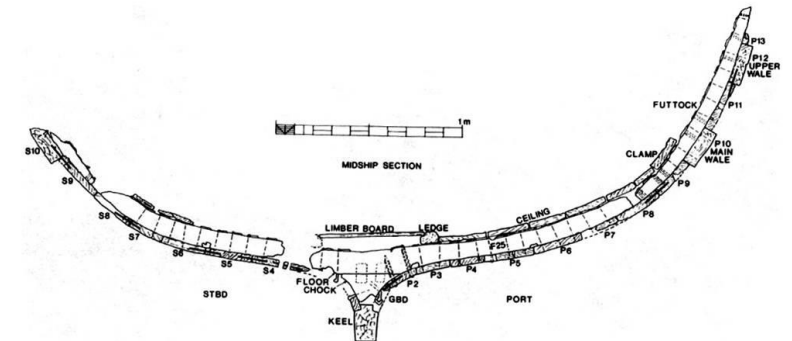 P13
P12
UPPER
WALE
FUTTOCK
P11
1m
P10
MAIN
WALE
S10
MIDSHIP SECTION
CLAMP
S9
P9
CEILING
P8
S8
LIMBER BOARD
LEDGE
S7
P7
F25
S6
P6
S5
P5
S4
P4
P3
FLOOR
CHOCK
P2
STBD
GBD
PORT
KEEL